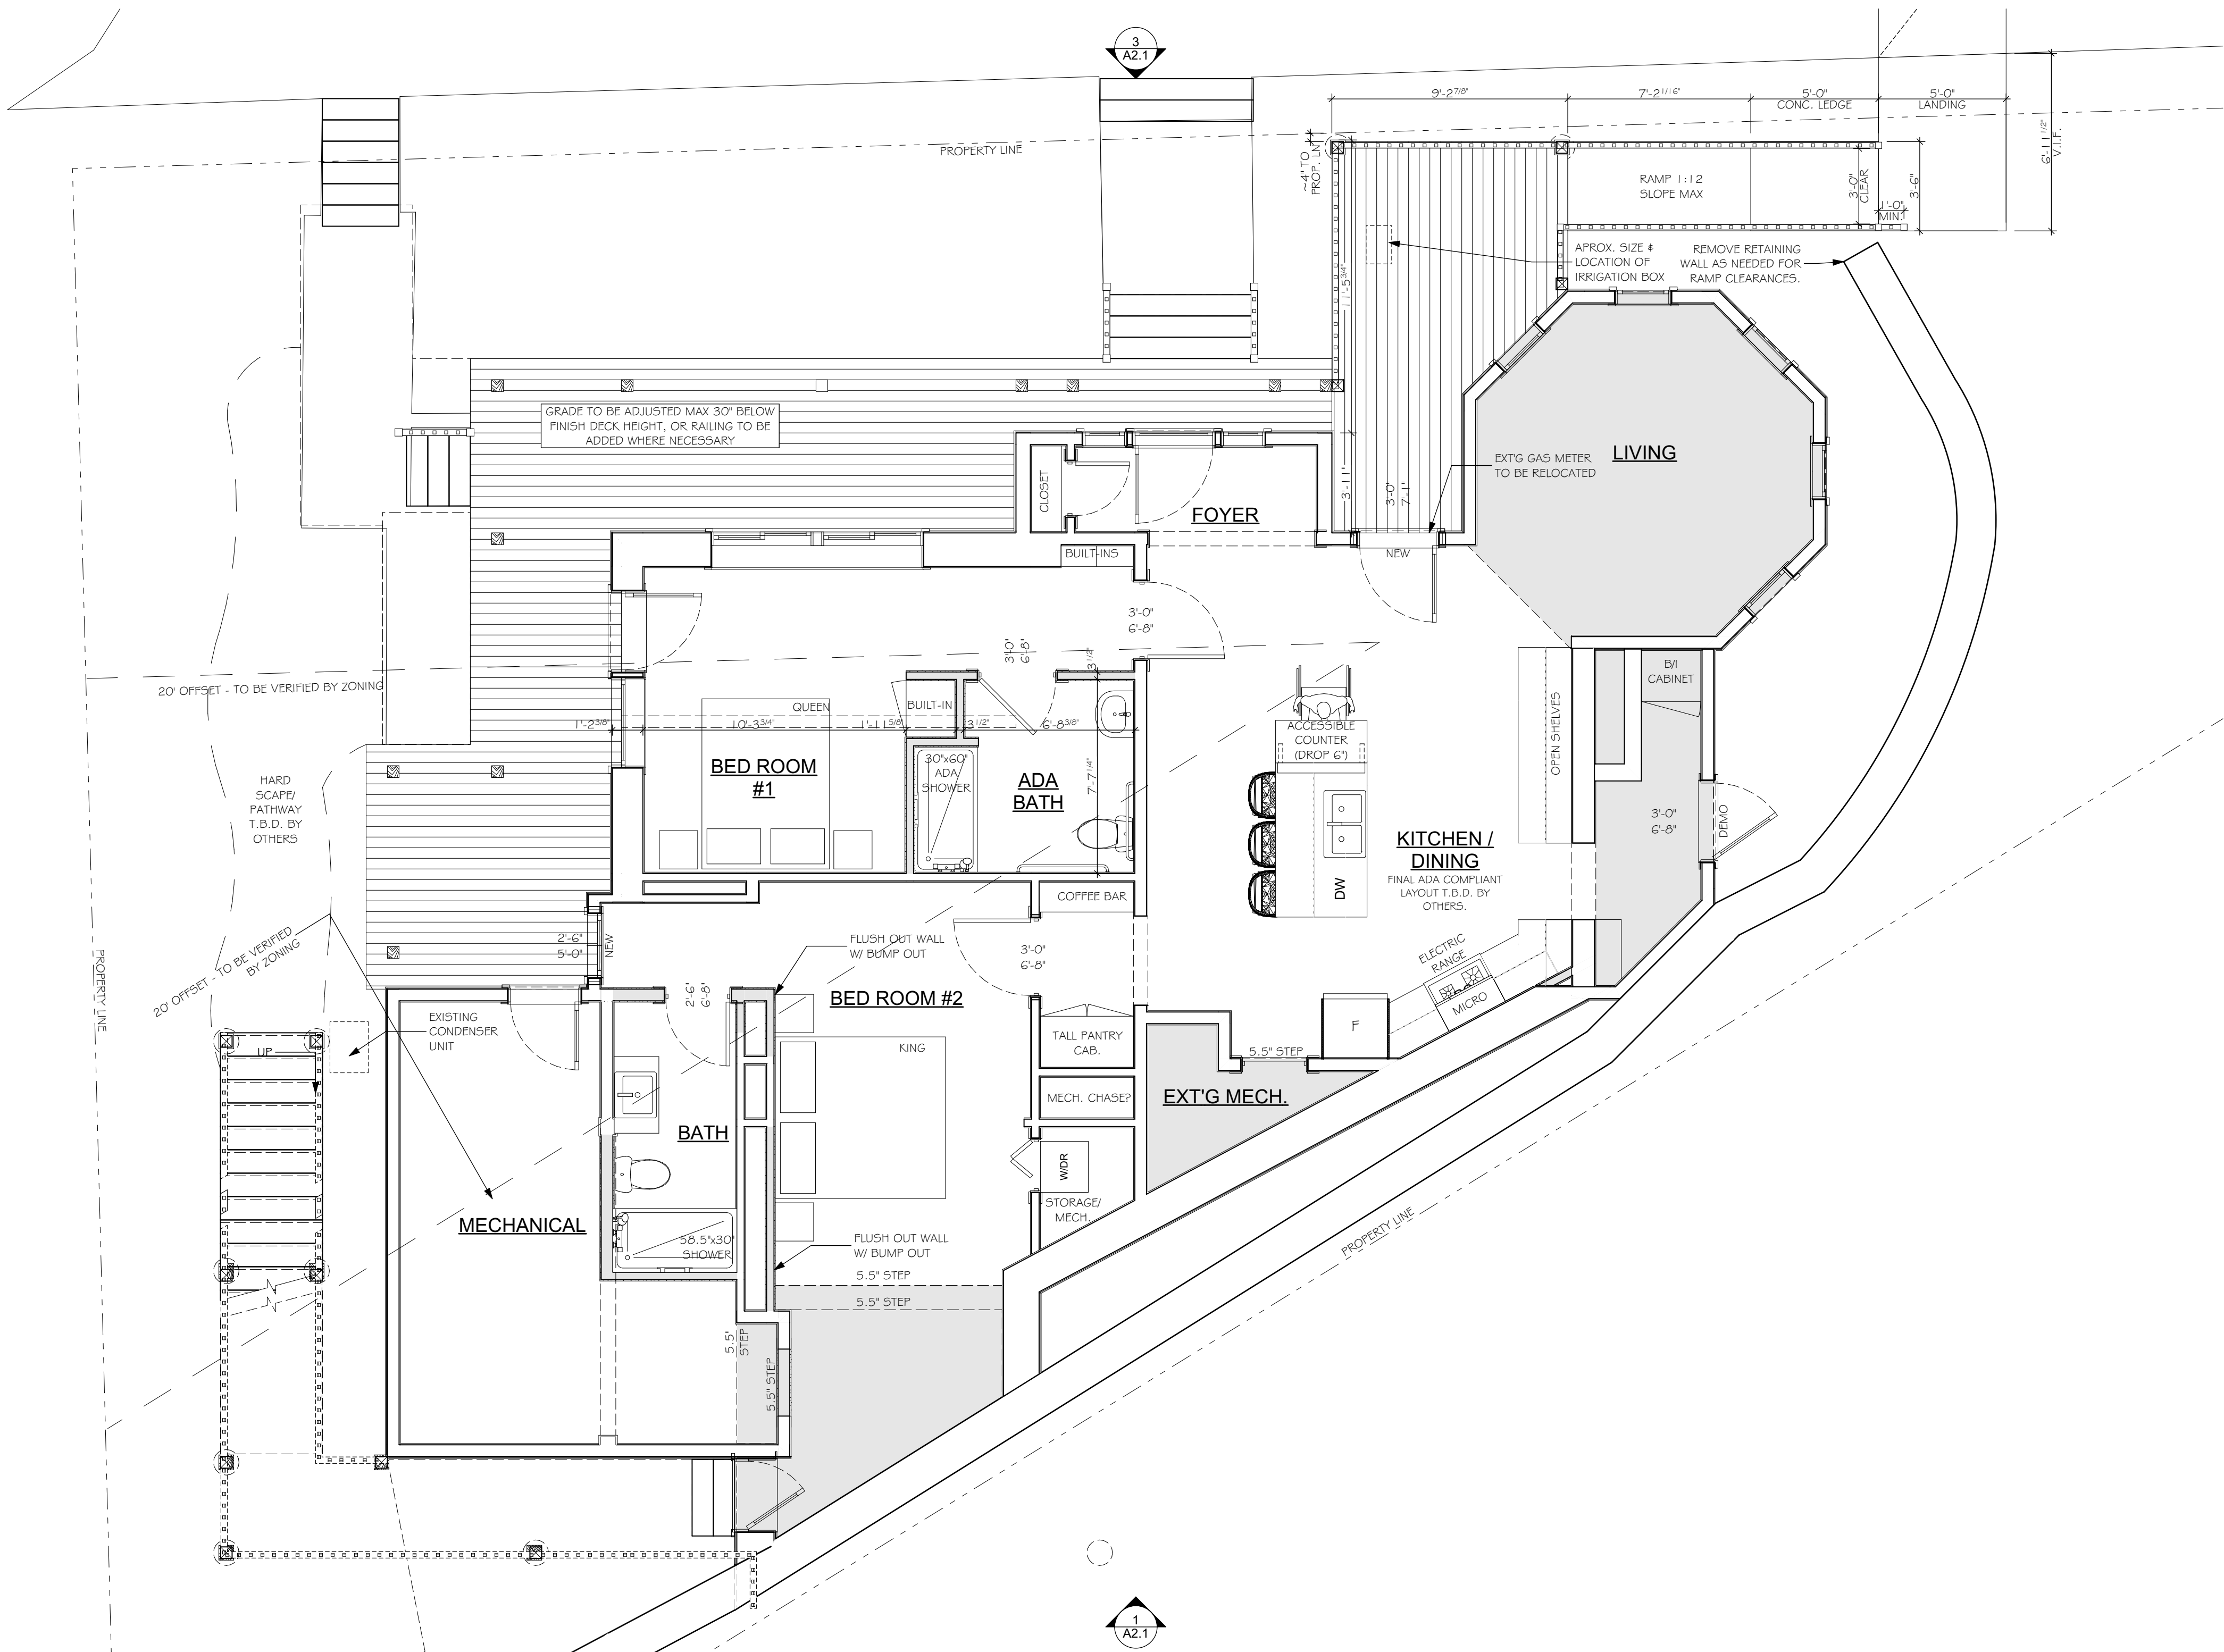 3
A2.1
9'-2 7/8"
7'-2 1/16"
5'-0"
CONC. LEDGE
5'-0"
LANDING
6'-11 1/2"
V.I.F.
PROPERTY LINE
~4" TO
PROP. LN
RAMP 1:12
SLOPE MAX
3'-0"
CLEAR
3'-6"
1'-0"
MIN.
APROX. SIZE &
LOCATION OF
IRRIGATION BOX
REMOVE RETAINING
WALL AS NEEDED FOR
RAMP CLEARANCES.
11'-5 3/4"
GRADE TO BE ADJUSTED MAX 30" BELOW
FINISH DECK HEIGHT, OR RAILING TO BE
ADDED WHERE NECESSARY
LIVING
EXT'G GAS METER
TO BE RELOCATED
CLOSET
3'-11"
3'-0"
7'-1"
FOYER
BUILT-INS
NEW
3'-0"
6'-8"
3'-0"
6'-8"
3 1/2"
20' OFFSET - TO BE VERIFIED BY ZONING
B/I
CABINET
OPEN SHELVES
QUEEN
BUILT-IN
1'-2 3/8"
10'-3 3/4"
1'-11 5/8"
3 1/2"
6'-8 3/8"
ACCESSIBLE
COUNTER
(DROP 6")
BED ROOM
#1
30"x60"
ADA
SHOWER
ADA
BATH
7'-7 1/4"
HARD
SCAPE/
PATHWAY
T.B.D. BY
OTHERS
3'-0"
6'-8"
DEMO
KITCHEN /
DINING
FINAL ADA COMPLIANT
LAYOUT T.B.D. BY
OTHERS.
DW
COFFEE BAR
2'-6"
5'-0"
NEW
FLUSH OUT WALL
W/ BUMP OUT
3'-0"
6'-8"
ELECTRIC
RANGE
MICRO
20' OFFSET - TO BE VERIFIED
BY ZONING
PROPERTY LINE
2'-6"
6'-8"
BED ROOM #2
EXISTING
CONDENSER
UNIT
F
TALL PANTRY
CAB.
5.5" STEP
KING
UP
MECH. CHASE?
EXT'G MECH.
BATH
W/DR
STORAGE/
MECH.
MECHANICAL
58.5"x30"
SHOWER
FLUSH OUT WALL
W/ BUMP OUT
PROPERTY LINE
5.5" STEP
5.5" STEP
5.5"
STEP
5.5" STEP
1
A2.1